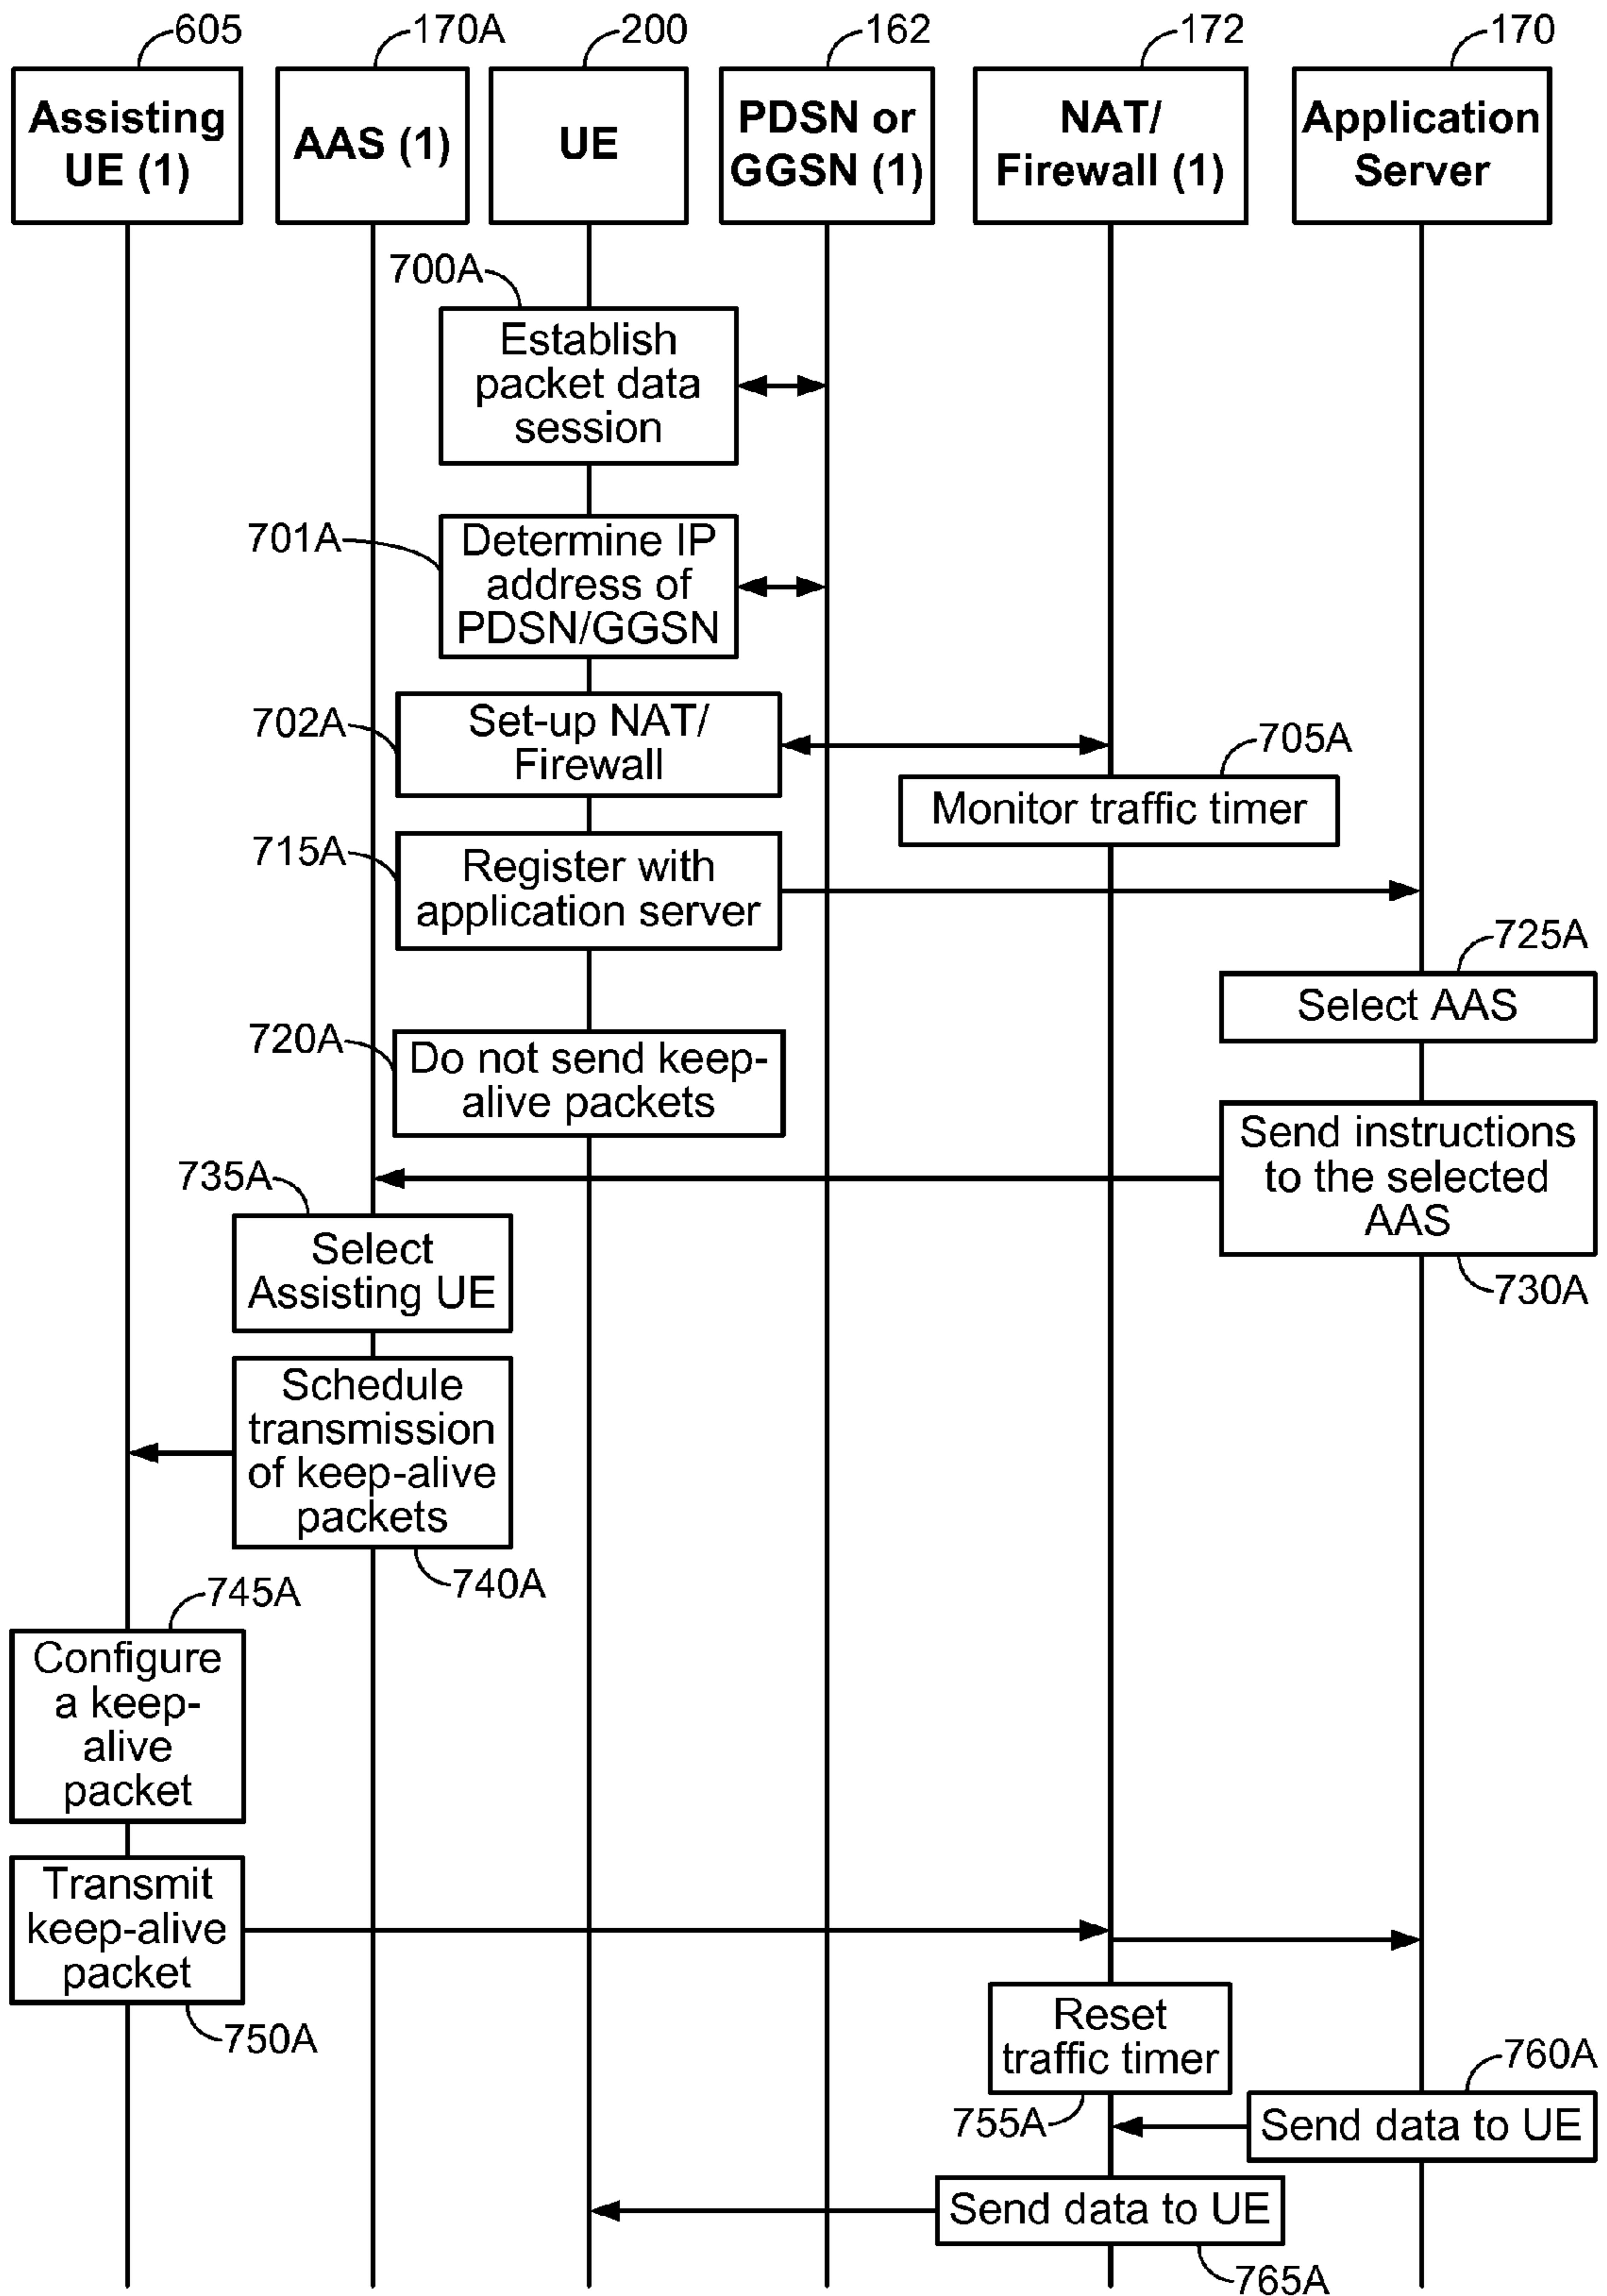 605
170A
200
162
172
170
Assisting
UE (1)
AAS (1)
UE
PDSN or
GGSN (1)
NAT/
Firewall (1)
Application
Server
700A
Establish
packet data
session
701A
Determine IP
address of
PDSN/GGSN
702A
Set-up NAT/
Firewall
705A
Monitor traffic timer
715A
Register with
application server
725A
Select AAS
720A
Do not send keep-
alive packets
Send instructions
to the selected
AAS
730A
735A
Select
Assisting UE
Schedule
transmission
of keep-alive
packets
740A
745A
Configure
a keep-
alive
packet
Transmit
keep-alive
packet
750A
Reset
traffic timer
755A
760A
Send data to UE
Send data to UE
765A